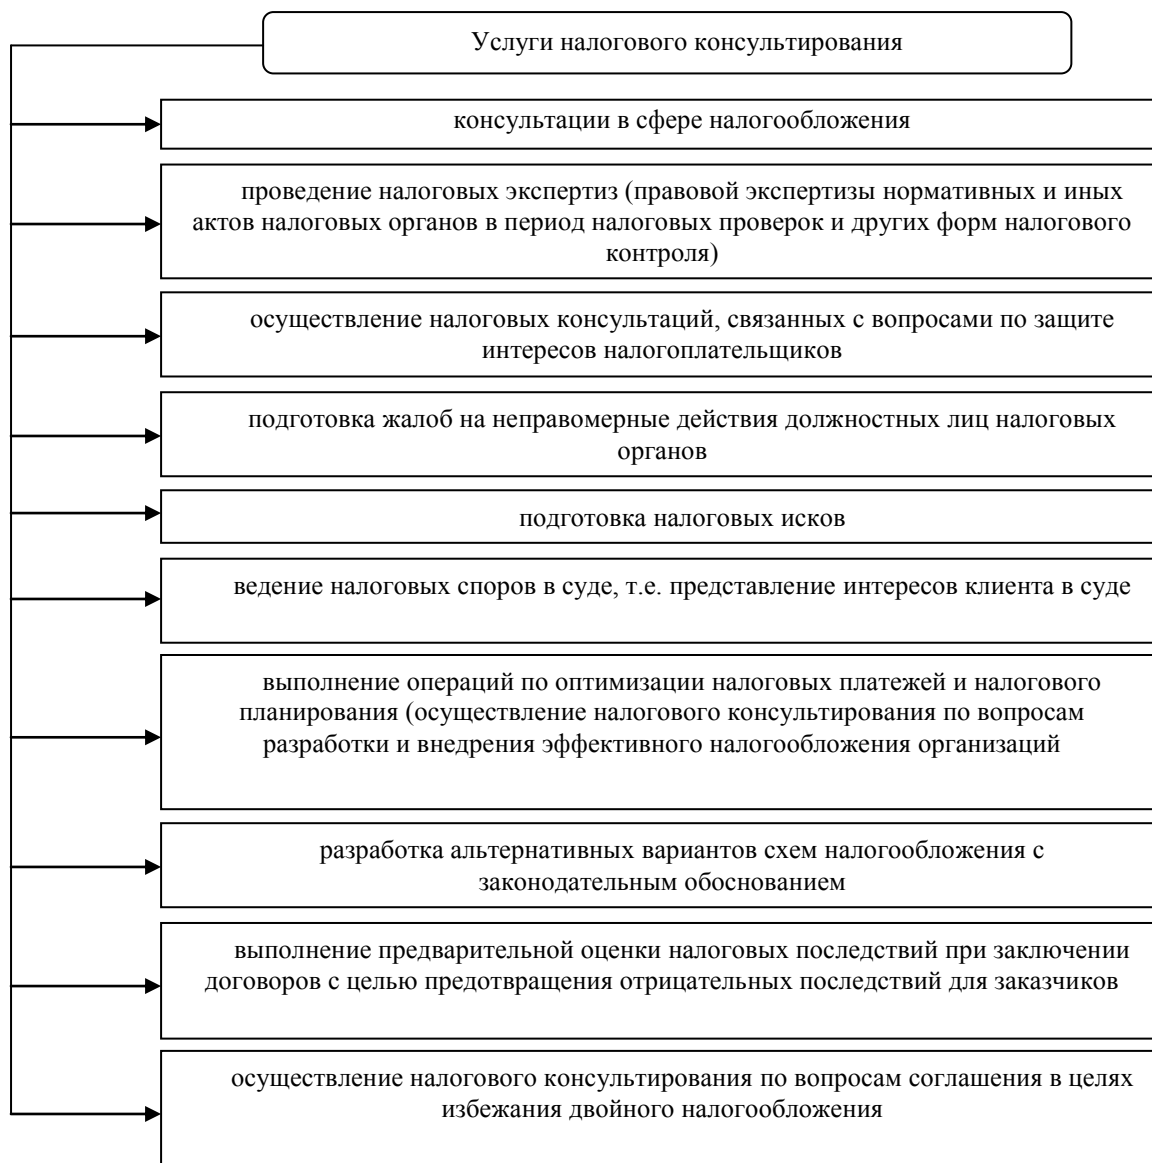 Услуги налогового консультирования
консультации в сфере налогообложения
проведение налоговых экспертиз (правовой экспертизы нормативных и иных
актов налоговых органов в период налоговых проверок и других форм налогового
контроля)
осуществление налоговых консультаций, связанных с вопросами по защите
интересов налогоплательщиков
подготовка жалоб на неправомерные действия должностных лиц налоговых
органов
подготовка налоговых исков
ведение налоговых споров в суде, т.е. представление интересов клиента в суде
выполнение операций по оптимизации налоговых платежей и налогового
планирования (осуществление налогового консультирования по вопросам
разработки и внедрения эффективного налогообложения организаций
разработка альтернативных вариантов схем налогообложения с
законодательным обоснованием
выполнение предварительной оценки налоговых последствий при заключении
договоров с целью предотвращения отрицательных последствий для заказчиков
осуществление налогового консультирования по вопросам соглашения в целях
избежания двойного налогообложения